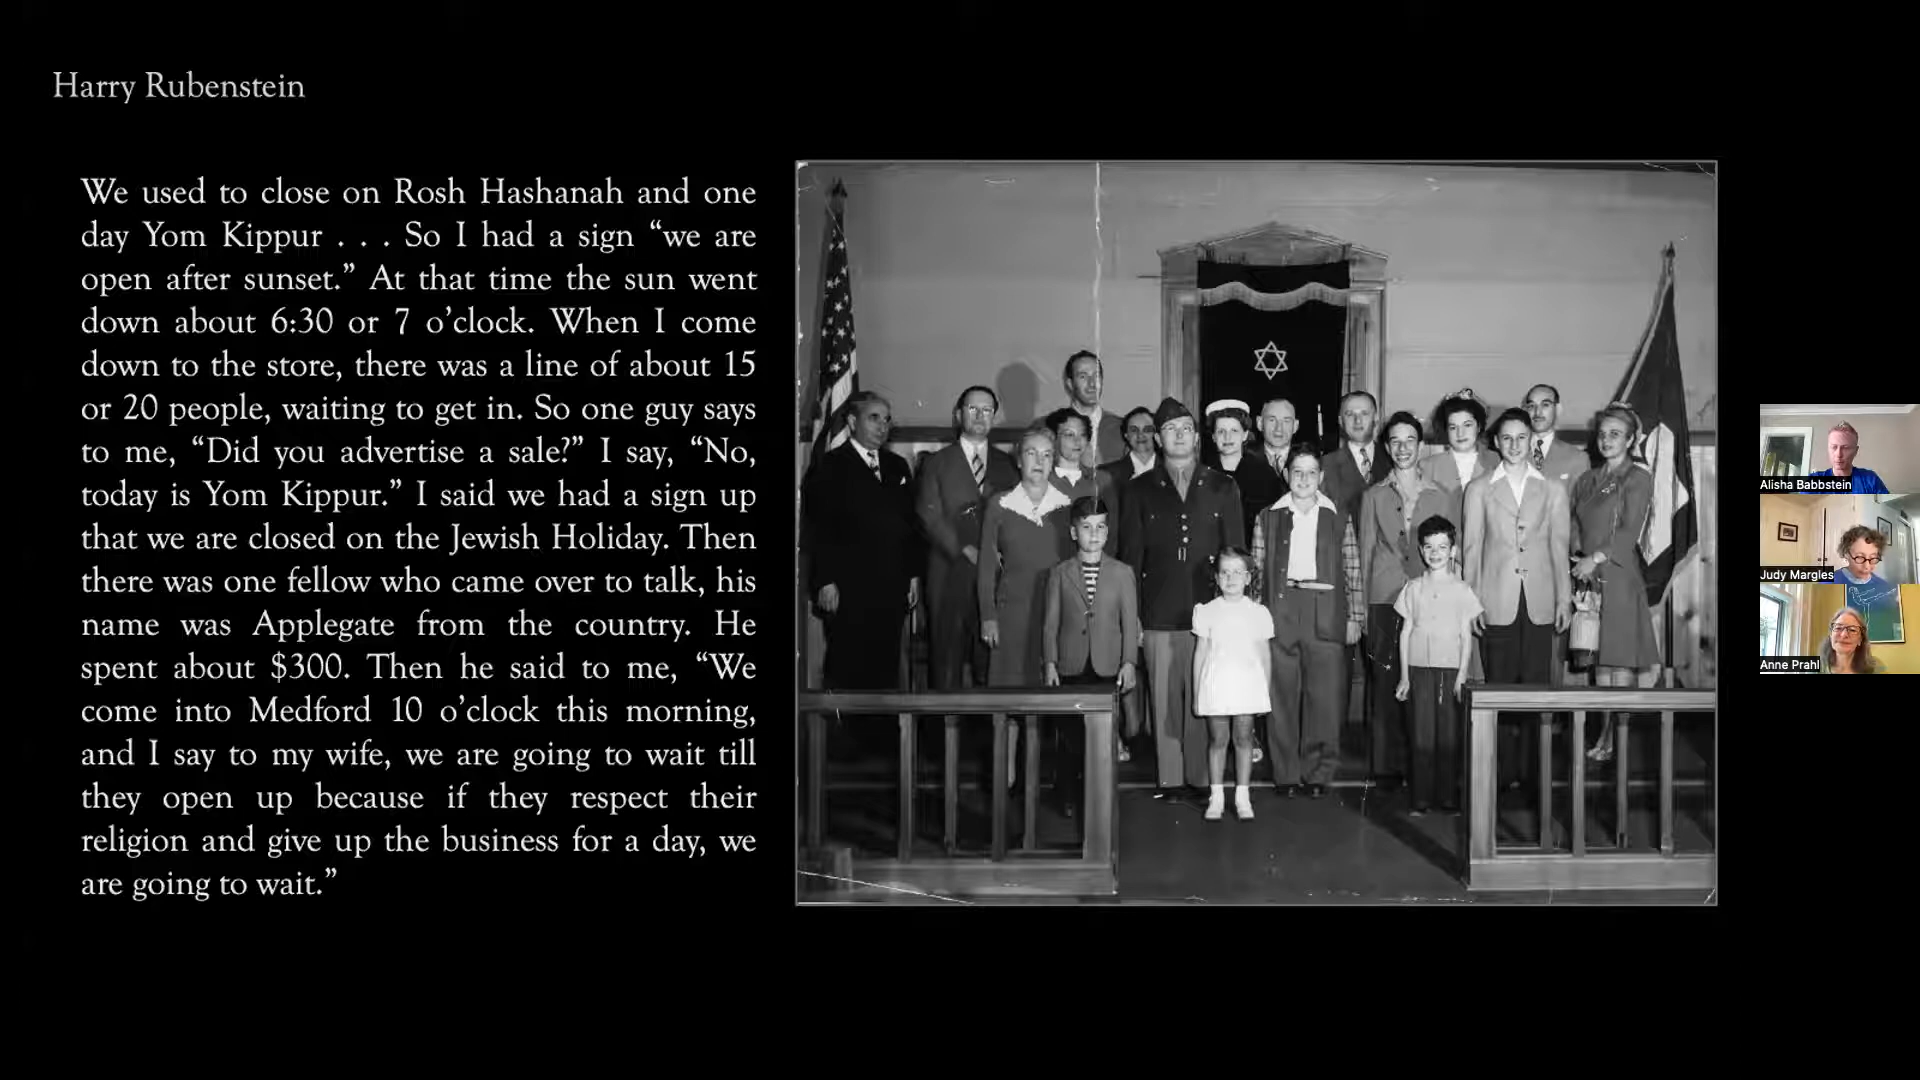 Harry Rubenstein
We used to close on Rosh Hashanah and one
day Yom Kippur . . . So I had a sign “we are
open after sunset.” At that time the sun went
down about 6:30 or 7 o’clock. When I come
down to the store, there was a line of about 15
or 20 people, waiting to get in. So one guy says
to me, “Did you advertise a sale?” I say, “No,
today is Yom Kippur.” I said we had a sign up
that we are closed on the Jewish Holiday. Then
there was one fellow who came over to talk, his
name was Applegate from the country. He
spent about $300. Then he said to me, “We
come into Medford 10 o’clock this morning,
and I say to my wife, we are going to wait till
they open up because if they respect their
religion and give up the business for a day, we
are going to wait.”
Alisha Babbstein
Judy Margles
Anne Prahl